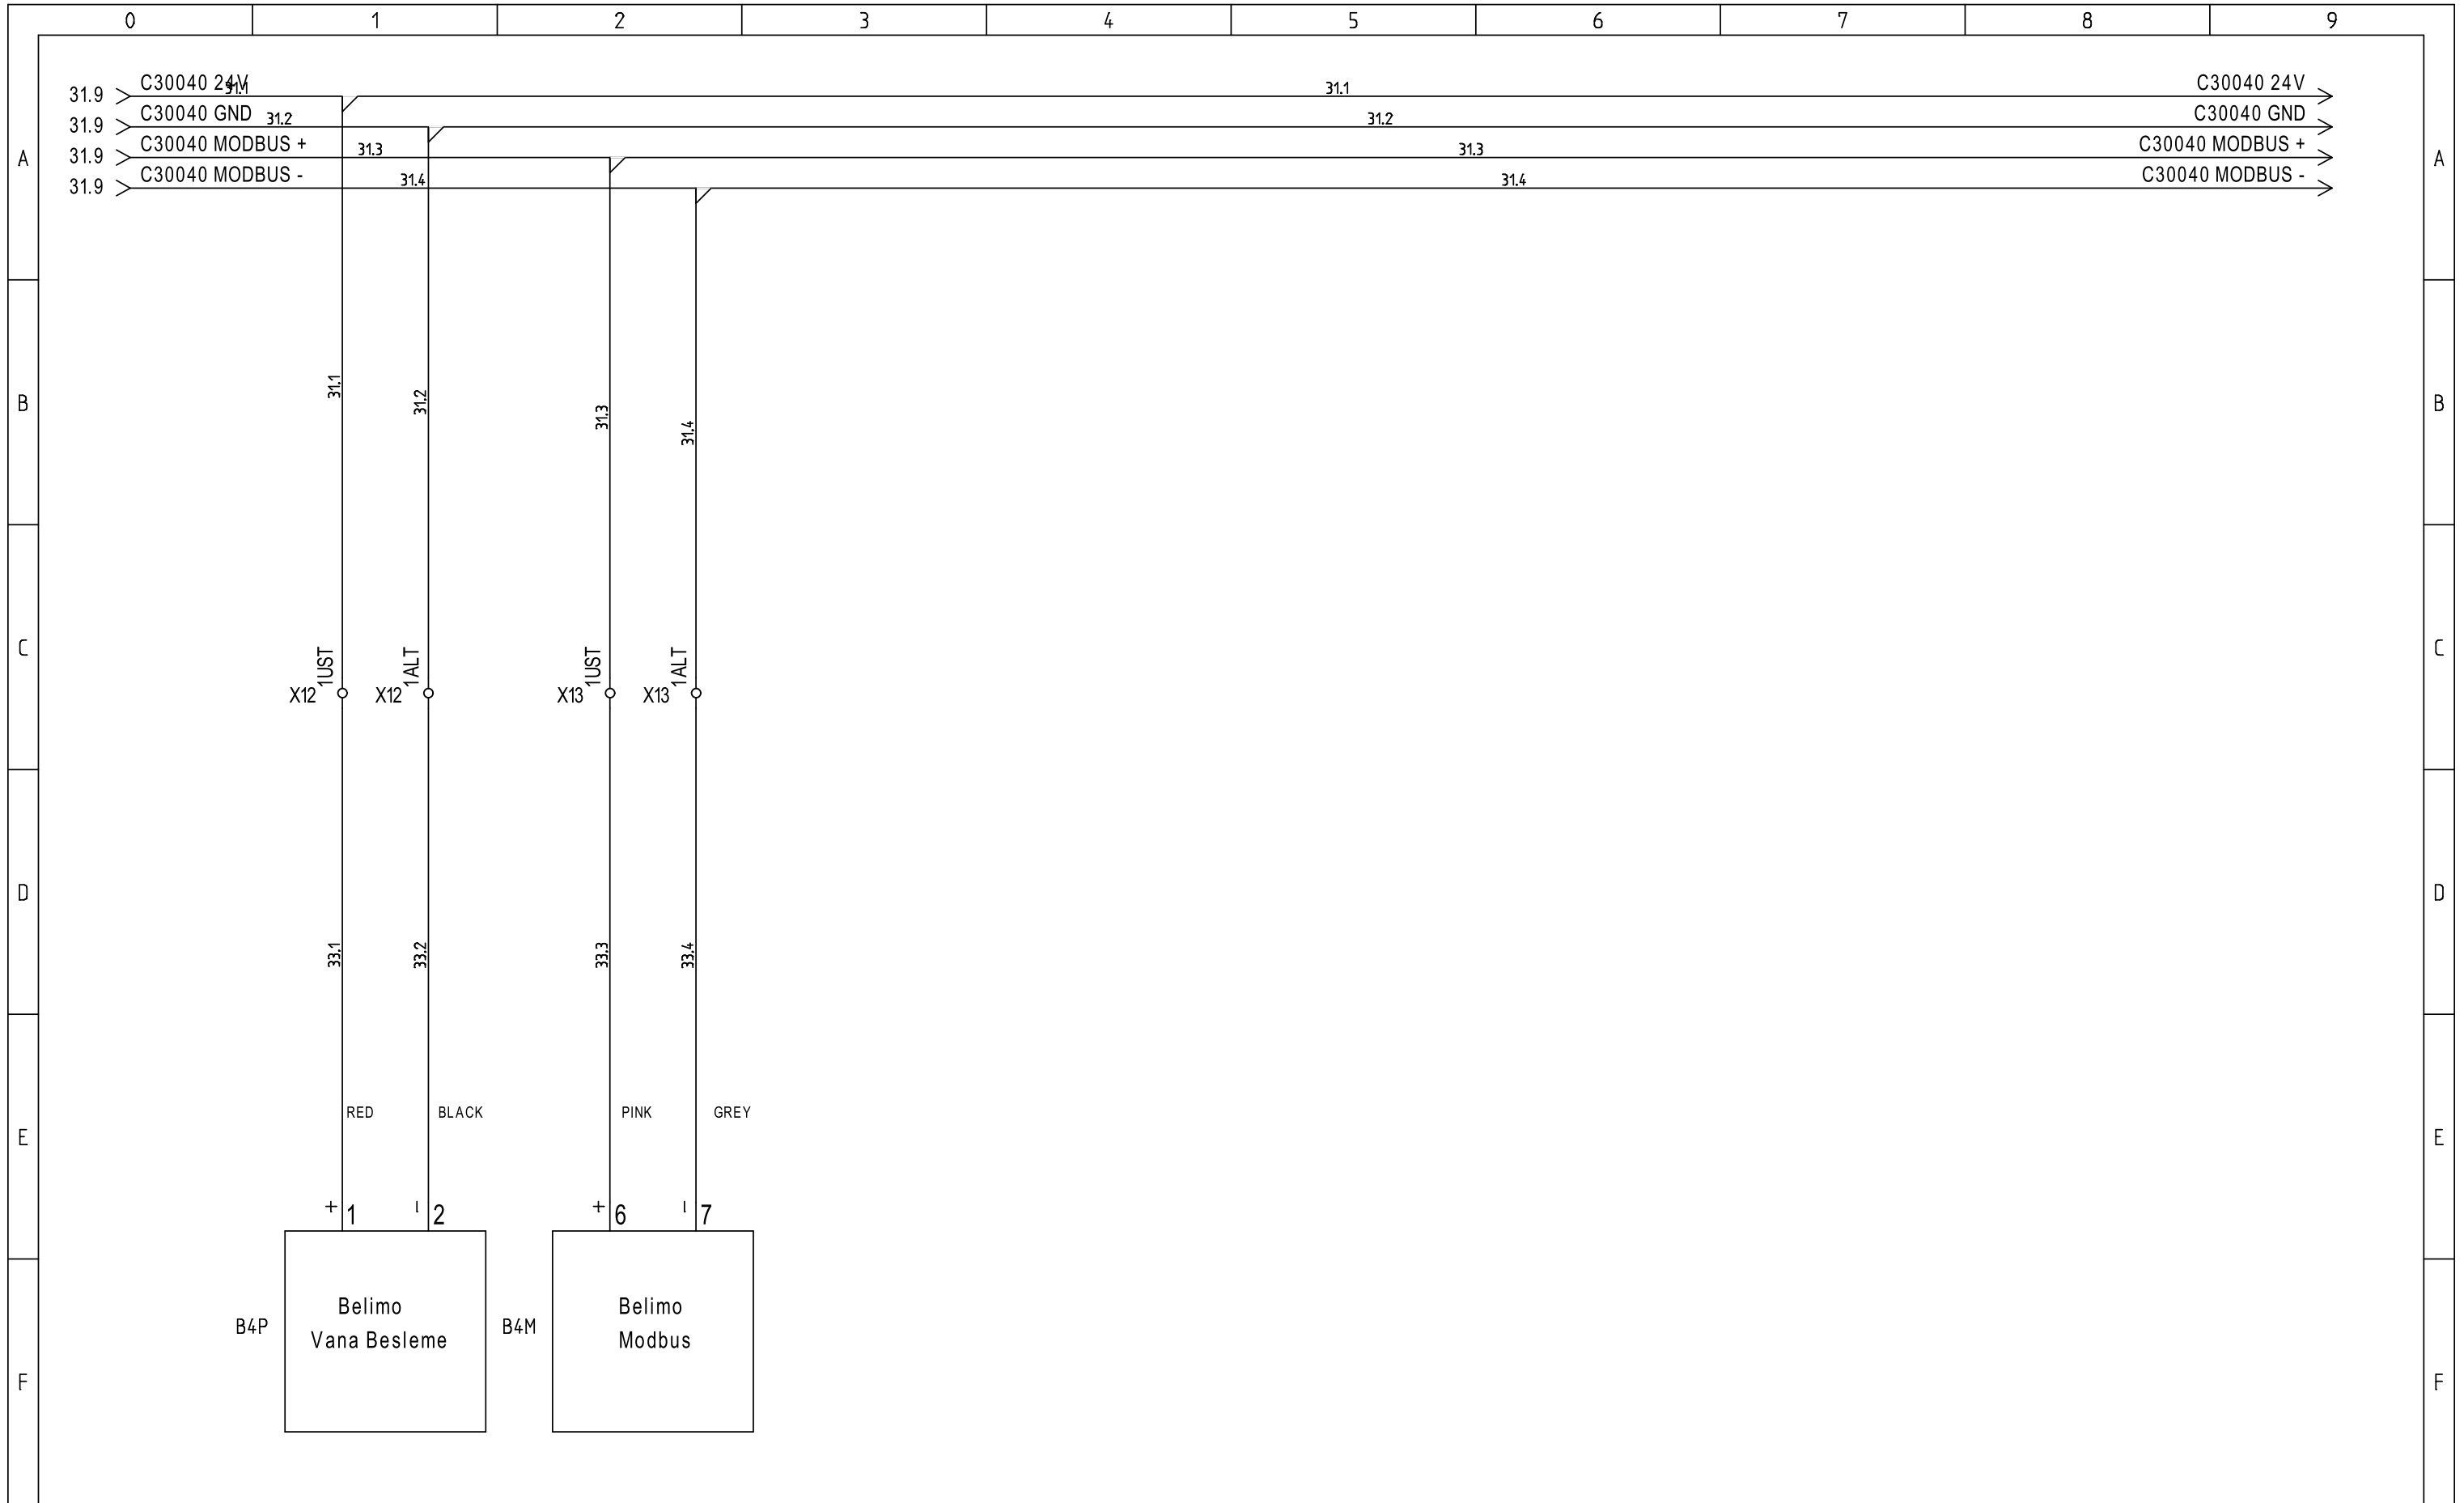 0 1 2 3 4 5 6 7 8 9
31.9 C30040 24V 31.1 31.1 C30040 24V
31.9 C30040 GND 31.2 31.2 C30040 GND
31.9 C30040 MODBUS + 31.3 31.3 C30040 MODBUS +
A A
31.9 C30040 MODBUS - 31.4 31.4 C30040 MODBUS -
31.1 31.2 31.3 31.4
B B
C C
1UST 1ALT 1UST 1ALT
X12 X12 X13 X13
D D
33.1 33.2 33.3 33.4
RED BLACK PINK GREY
E E
+ 1 2 + 6 7
Belimo Belimo
B4P B4M
Vana Besleme Modbus
F F